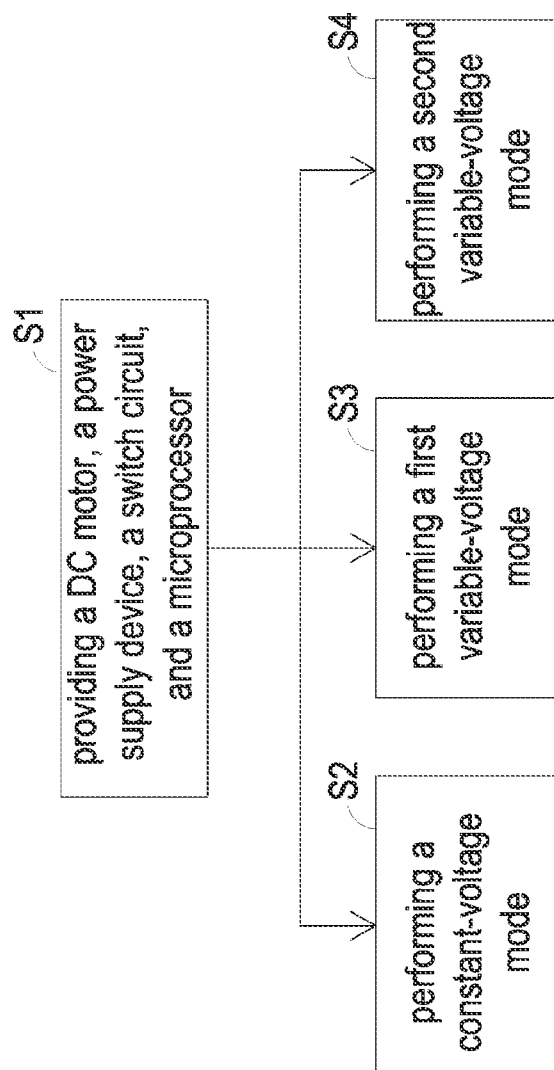 S1
providing a DC motor, a power
supply device, a switch circuit,
and a microprocessor
S2
performing a
constant-voltage
mode
S3
performing a first
variable-voltage
mode
S4
performing a second
variable-voltage
mode